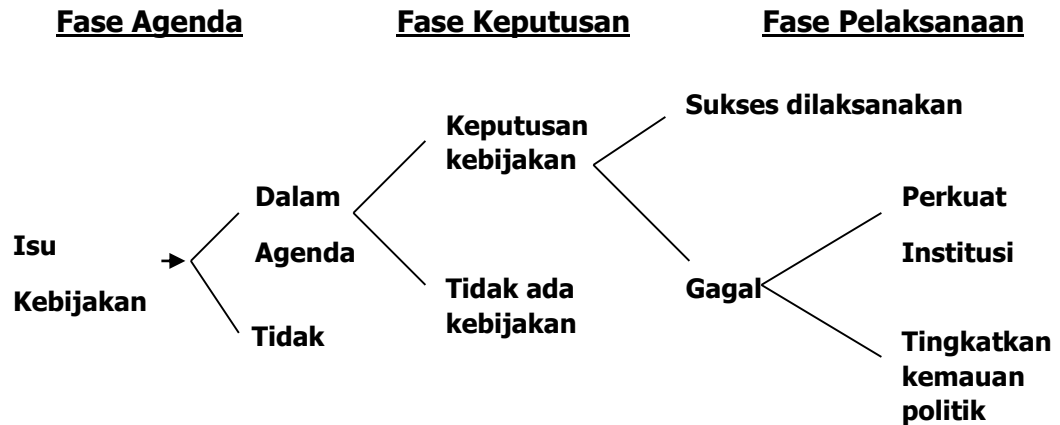 Fase Agenda
Fase Keputusan
Fase Pelaksanaan
Isu
Kebijakan
Dalam
Agenda
Tidak
Keputusan
kebijakan
Tidak ada
kebijakan
Sukses dilaksanakan
Gagal
Perkuat
Institusi
Tingkatkan
kemauan
politik